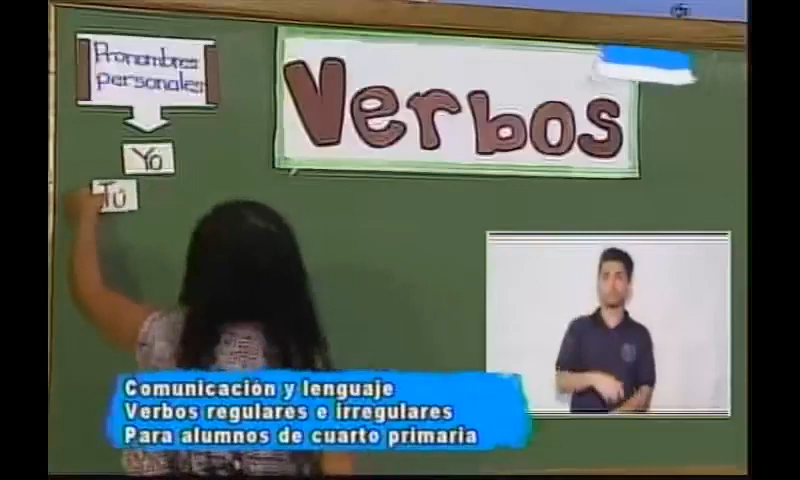 Pronombres
personales
Verbos
Yo
Tú
Comunicación y lenguaje
Verbos regulares e irregulares
Para alumnos de cuarto primaria